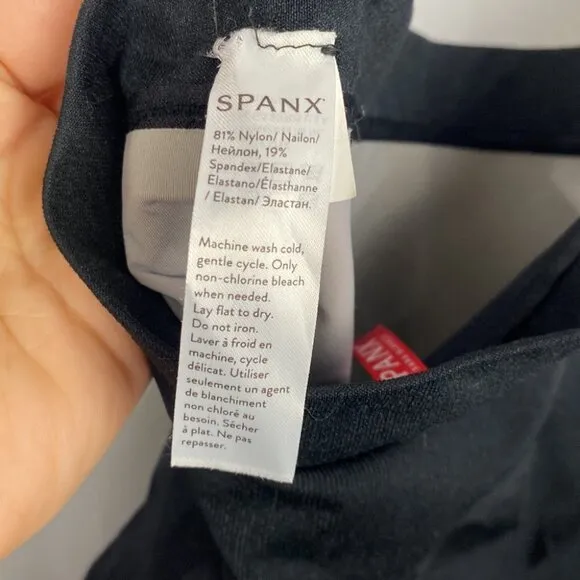 SPANX
81% Nylon/ Nailon/
Нейлон, 19%
Spandex/Elastane/
Elastano/Élasthanne
/ Elastan/ Эластан.
Machine wash cold,
gentle cycle. Only
non-chlorine bleach
when needed.
Lay flat to dry.
Do not iron.
Laver à froid en
machine, cycle
délicat. Utiliser
seulement un agent
de blanchiment
non chloré au
besoin. Sécher
à plat. Ne pas
repasser.
SPANX